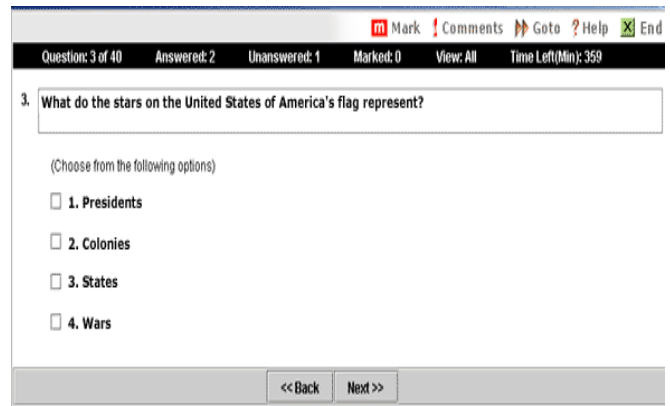 m Mark ! Comments Goto ? Help X End
Question: 3 of 40 Answered: 2 Unanswered: 1 Marked: 0 View: All Time Left(Min): 359
3. What do the stars on the United States of America's flag represent?
(Choose from the following options)
1. Presidents
2. Colonies
3. States
4. Wars
<< Back Next >>